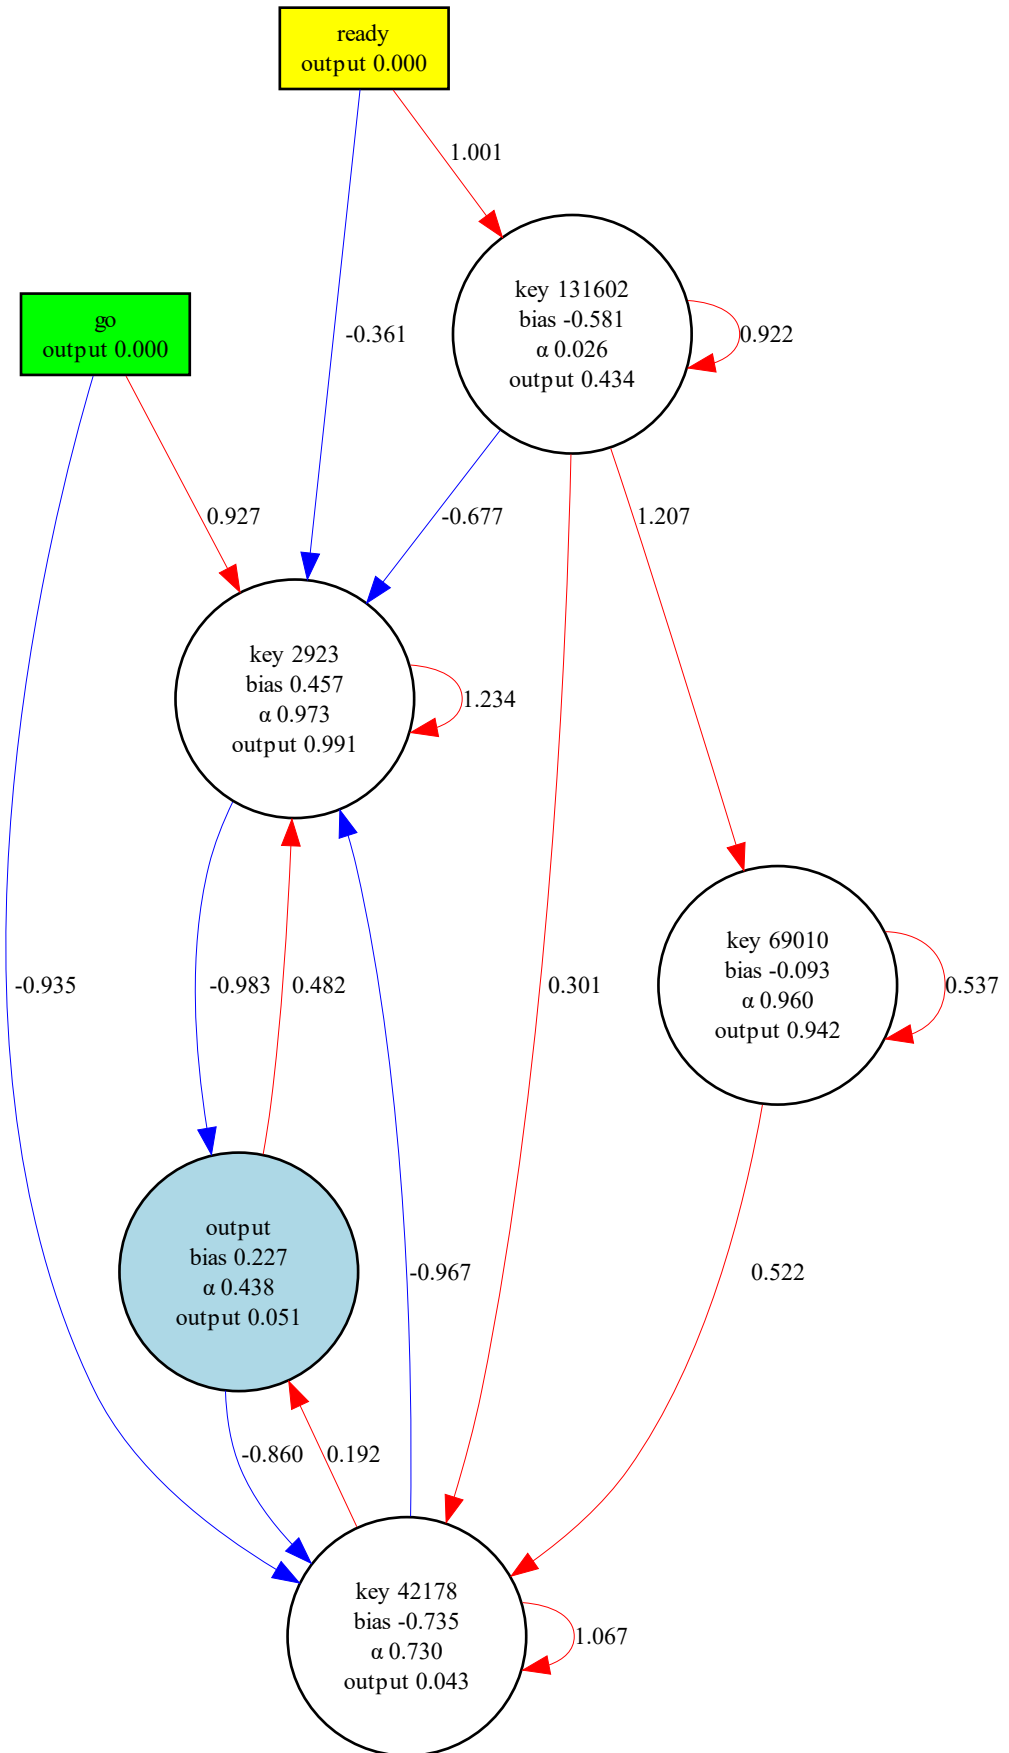 ready
output 0.000
1.001
key 131602
bias -0.581
α 0.026
output 0.434
0.922
go
output 0.000
-0.361
0.927
-0.677
1.207
key 2923
bias 0.457
α 0.973
output 0.991
1.234
key 69010
bias -0.093
α 0.960
output 0.942
0.537
-0.935
-0.983
0.482
0.301
output
bias 0.227
α 0.438
output 0.051
-0.967
0.522
-0.860
0.192
key 42178
bias -0.735
α 0.730
output 0.043
1.067